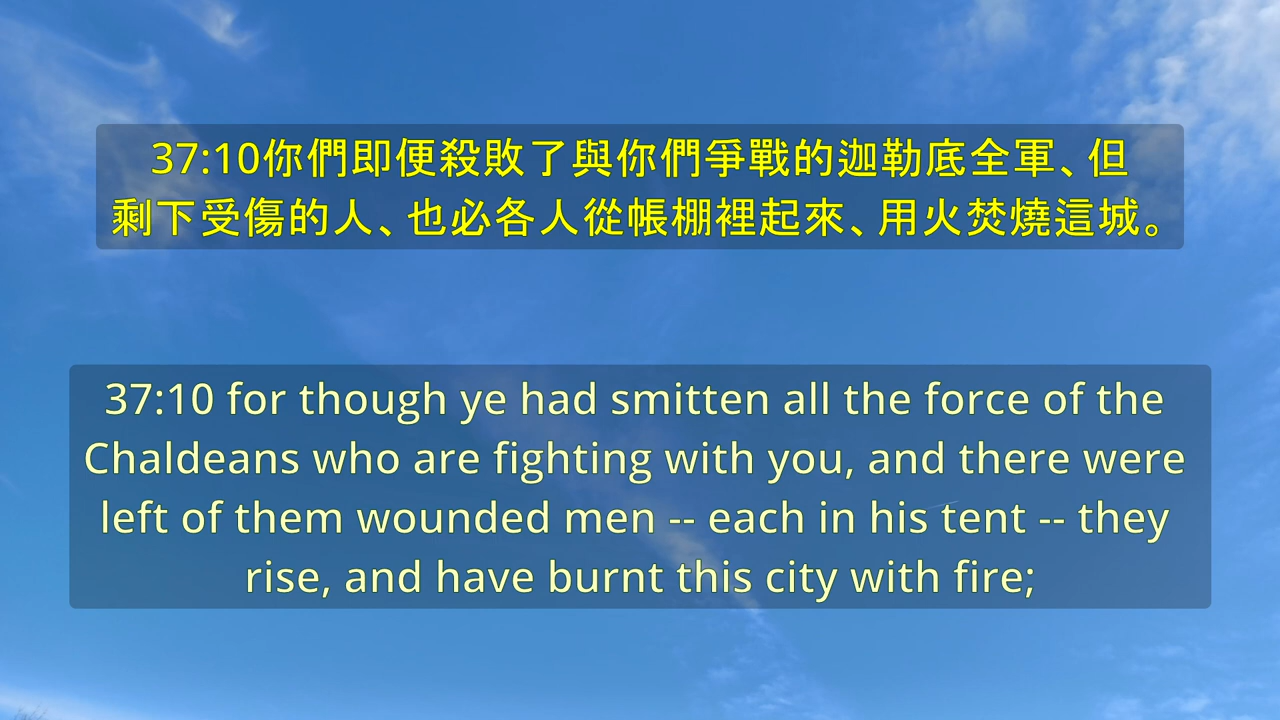 37:10你們即便殺敗了與你們爭戰的迦勒底全軍、但
剩下受傷的人、也必各人從帳棚裡起來、用火焚燒這城。
37:10 for though ye had smitten all the force of the
Chaldeans who are fighting with you, and there were
left of them wounded men -- each in his tent -- they
rise, and have burnt this city with fire;